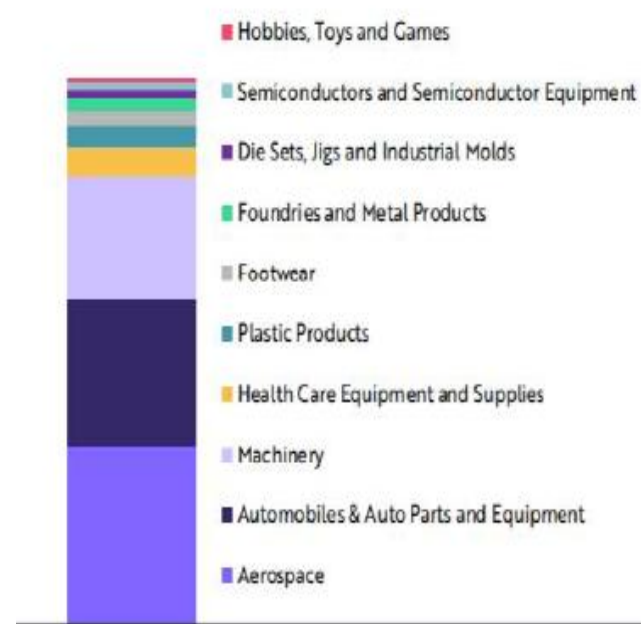 Hobbies, Toys and Games
Semiconductors and Semiconductor Equipment
Die Sets, Jigs and Industrial Molds
Foundries and Metal Products
Footwear
Plastic Products
Health Care Equipment and Supplies
Machinery
Automobiles & Auto Parts and Equipment
Aerospace